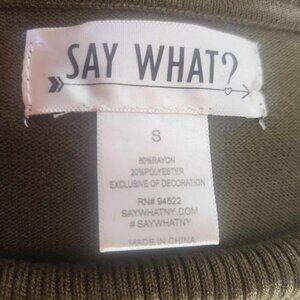 SAY WHAT?
S
80%RAYON
20%POLYESTER
EXCLUSIVE OF DECORATION
RN# 94522
SAYWHATNY.COM
# SAYWHATNY
MADE IN CHINA